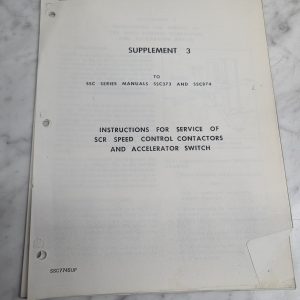 SUPPLEMENT 3
TO
SSC SERIES MANUALS SSC373 AND SSC974
INSTRUCTIONS FOR SERVICE OF
SCR SPEED CONTROL CONTACTORS
AND ACCELERATOR SWITCH
SSC774SUP